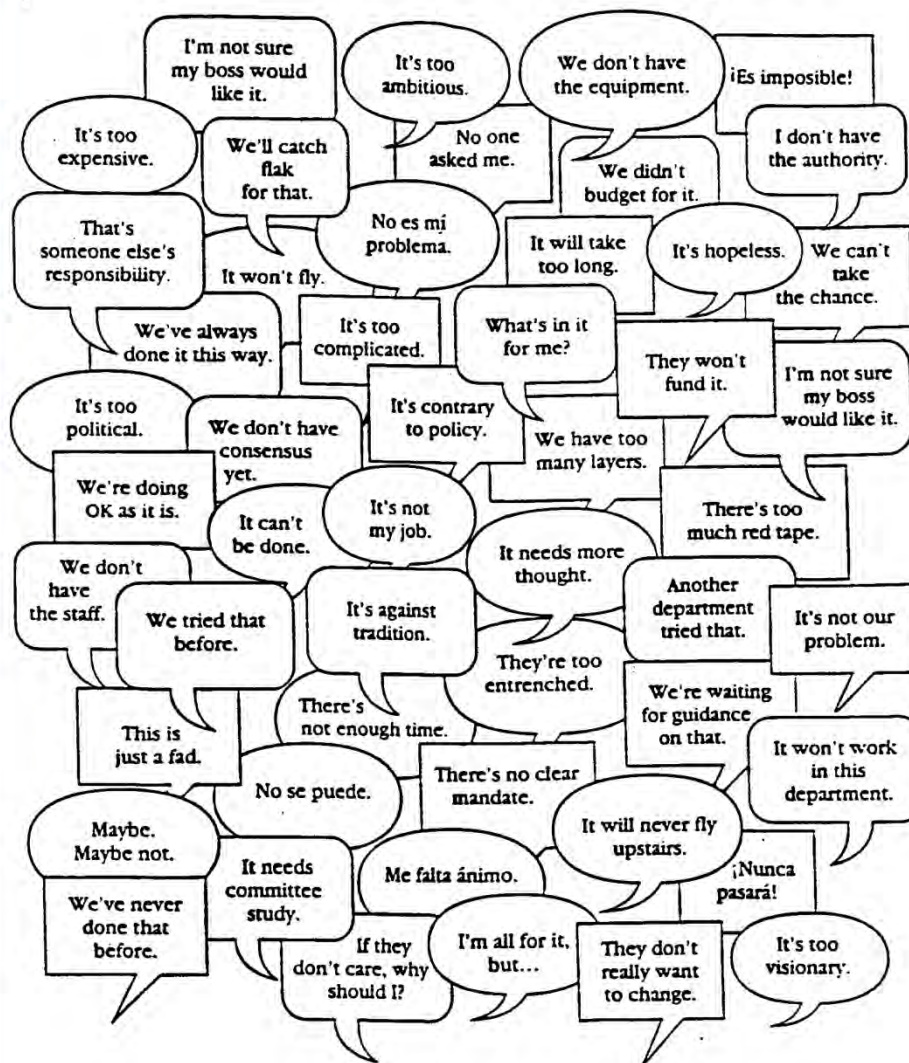 I'm not sure
my boss would
like it.
It's too
ambitious.
We don't have
the equipment.
¡Es imposible!
It's too
expensive.
We'll catch
flak
for that.
No one
asked me.
We didn't
budget for it.
I don't have
the authority.
That's
someone else's
responsibility.
It won't fly.
No es mí
problema.
It will take
too long.
It's hopeless.
We can't
take
the chance.
We've always
done it this way.
It's too
complicated.
What's in it
for me?
They won't
fund it.
I'm not sure
my boss
would like it.
It's too
political.
We don't have
consensus
yet.
It's contrary
to policy.
We have too
many layers.
We're doing
OK as it is.
It can't
be done.
It's not
my job.
It needs more
thought.
There's too
much red tape.
We don't
have
the staff.
We tried that
before.
It's against
tradition.
They're too
entrenched.
Another
department
tried that.
It's not our
problem.
This is
just a fad.
There's
not enough time.
We're waiting
for guidance
on that.
It won't work
in this
department.
No se puede.
There's no clear
mandate.
It will never fly
upstairs.
Maybe.
Maybe not.
It needs
committee
study.
Me falta ánimo.
¡Nunca
pasará!
We've never
done that
before.
If they
don't care, why
should I?
I'm all for it,
but...
They don't
really want
to change.
It's too
visionary.